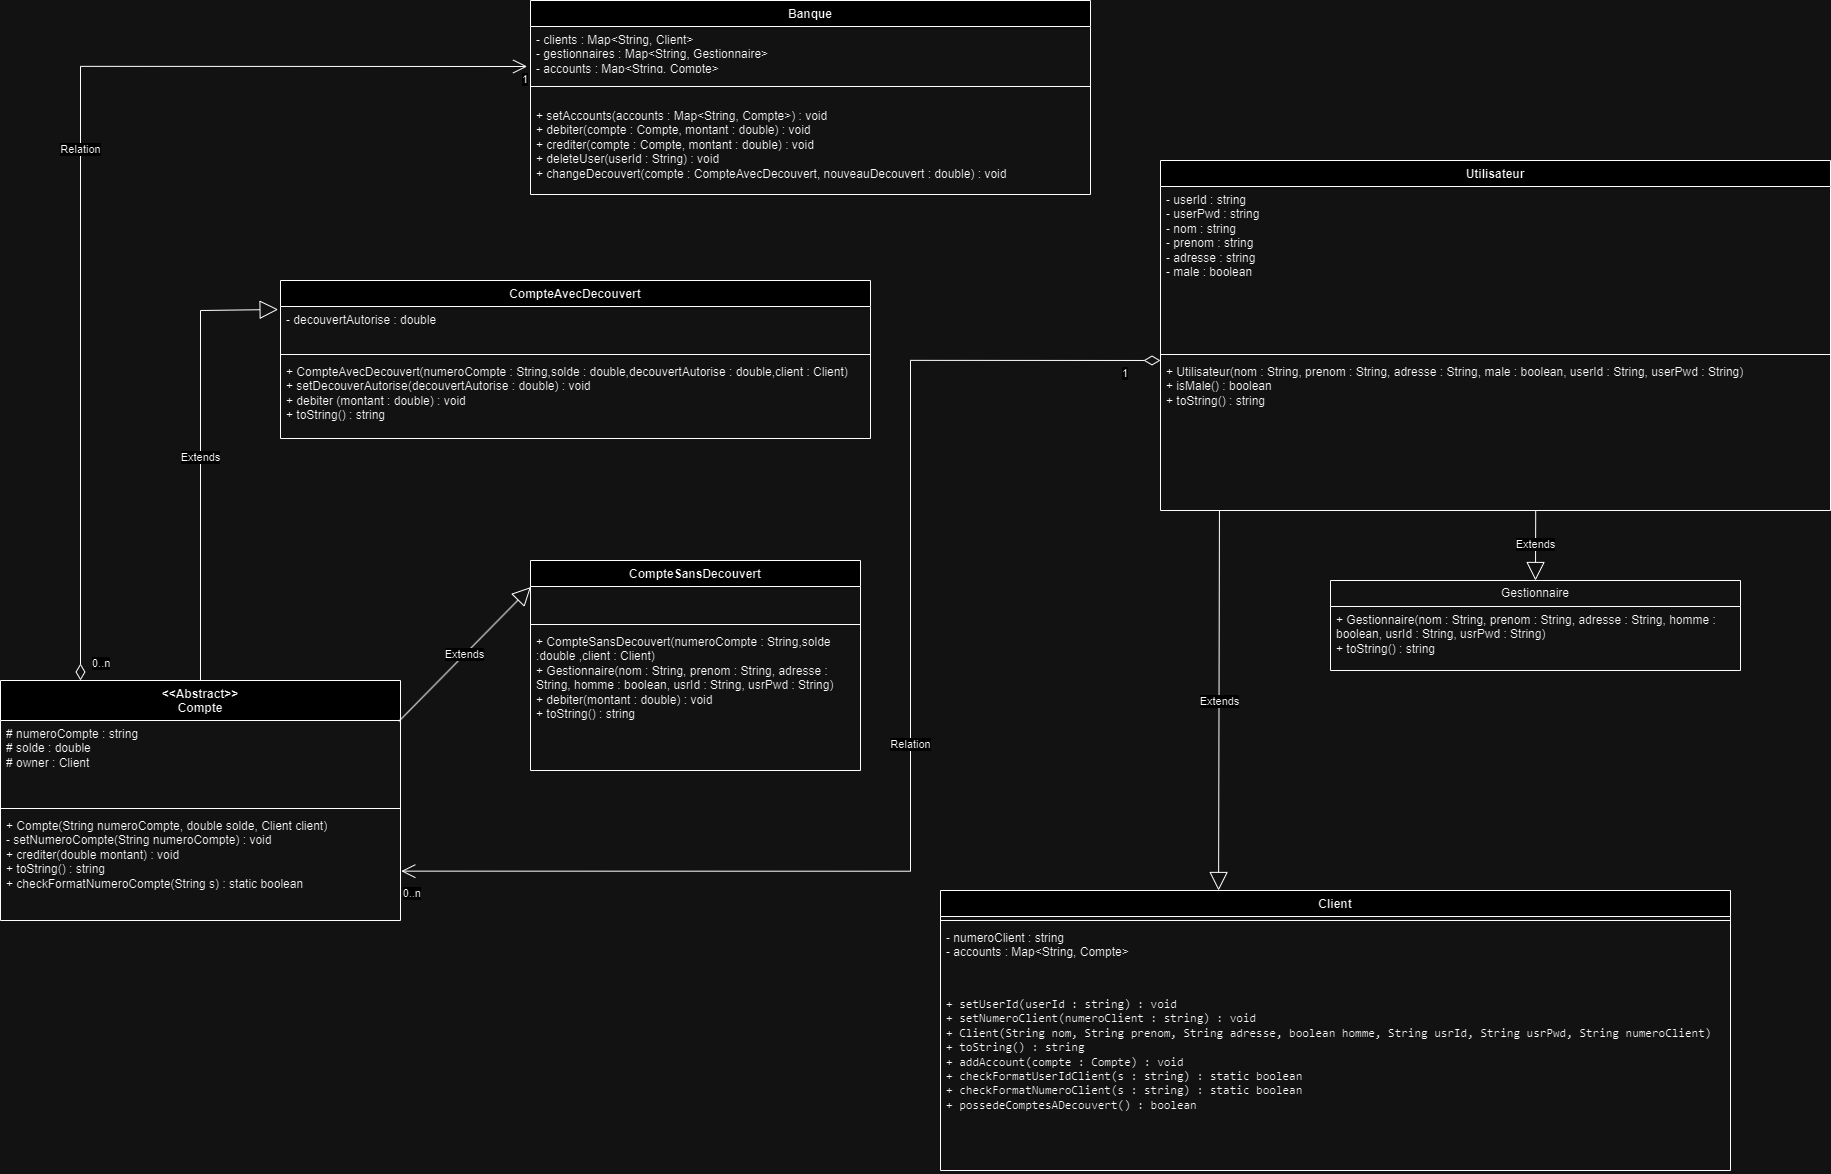 Banque
- clients : Map<String, Client>
- gestionnaires : Map<String, Gestionnaire>
- accounts : Map<String, Compte>
+ setAccounts(accounts : Map<String, Compte>) : void
+ debiter(compte : Compte, montant : double) : void
+ crediter(compte : Compte, montant : double) : void
+ deleteUser(userId : String) : void
+ changeDecouvert(compte : CompteAvecDecouvert, nouveauDecouvert : double) : void
1
Relation
0..n
Utilisateur
- userId : string
- userPwd : string
- nom : string
- prenom : string
- adresse : string
- male : boolean
+ Utilisateur(nom : String, prenom : String, adresse : String, male : boolean, userId : String, userPwd : String)
+ isMale() : boolean
+ toString() : string
CompteAvecDecouvert
- decouvertAutorise : double
+ CompteAvecDecouvert(numeroCompte : String,solde : double,decouvertAutorise : double,client : Client)
+ setDecouverAutorise(decouvertAutorise : double) : void
+ debiter (montant : double) : void
+ toString() : string
Extends
1
Relation
0..n
CompteSansDecouvert
+ CompteSansDecouvert(numeroCompte : String,solde
:double ,client : Client)
+ Gestionnaire(nom : String, prenom : String, adresse :
String, homme : boolean, usrId : String, usrPwd : String)
+ debiter(montant : double) : void
+ toString() : string
Extends
Extends
Gestionnaire
+ Gestionnaire(nom : String, prenom : String, adresse : String, homme :
boolean, usrId : String, usrPwd : String)
+ toString() : string
Extends
<<Abstract>>
Compte
# numeroCompte : string
# solde : double
# owner : Client
+ Compte(String numeroCompte, double solde, Client client)
- setNumeroCompte(String numeroCompte) : void
+ crediter(double montant) : void
+ toString() : string
+ checkFormatNumeroCompte(String s) : static boolean
Client
- numeroClient : string
- accounts : Map<String, Compte>
+ setUserId(userId : string) : void
+ setNumeroClient(numeroClient : string) : void
+ Client(String nom, String prenom, String adresse, boolean homme, String usrId, String usrPwd, String numeroClient)
+ toString() : string
+ addAccount(compte : Compte) : void
+ checkFormatUserIdClient(s : string) : static boolean
+ checkFormatNumeroClient(s : string) : static boolean
+ possedeComptesADecouvert() : boolean